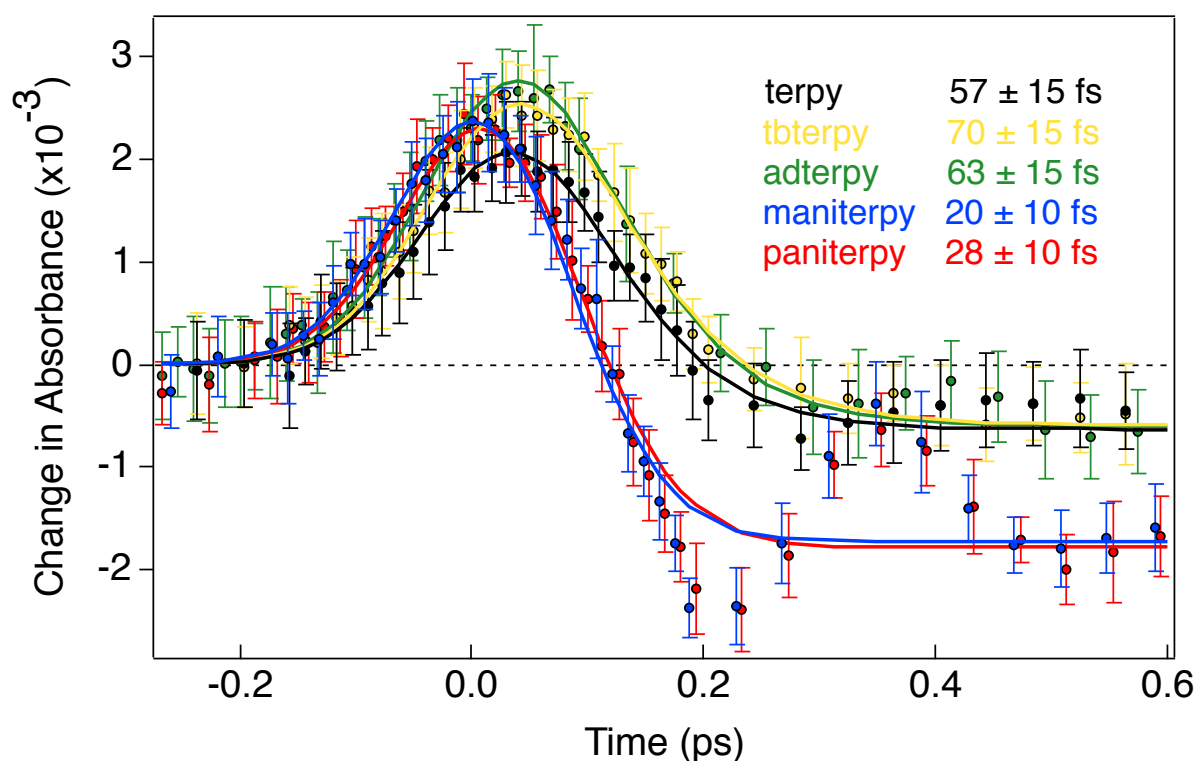 Change in Absorbance (x10⁻³)
3
2
1
0
-1
-2
terpy 57 ± 15 fs
tbterpy 70 ± 15 fs
adterpy 63 ± 15 fs
maniterpy 20 ± 10 fs
paniterpy 28 ± 10 fs
-0.2 0.0 0.2 0.4 0.6
Time (ps)